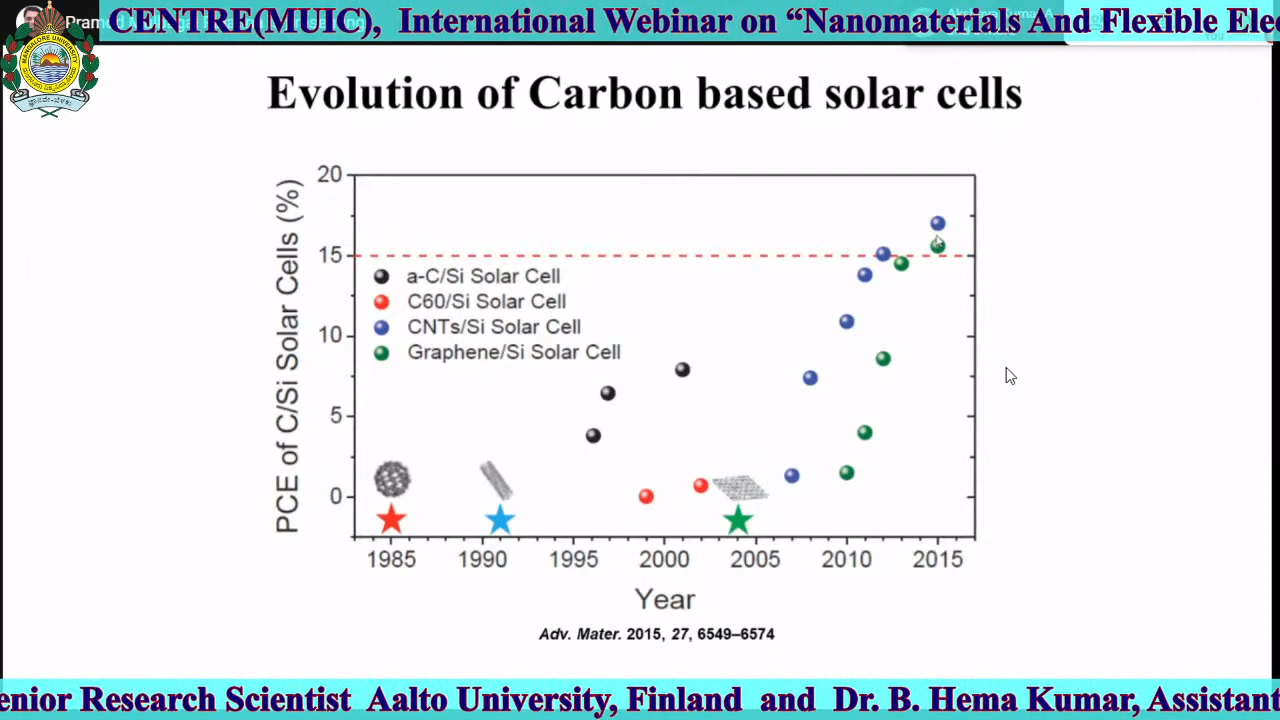 CENTRE(MUIC), International Webinar on “Nanomaterials And Flexible Elec
MANGALORE UNIVERSITY
Evolution of Carbon based solar cells
PCE of C/Si Solar Cells (%)
20
15
10
5
0
a-C/Si Solar Cell
C60/Si Solar Cell
CNTs/Si Solar Cell
Graphene/Si Solar Cell
1985 1990 1995 2000 2005 2010 2015
Year
Adv. Mater. 2015, 27, 6549–6574
enior Research Scientist Aalto University, Finland and Dr. B. Hema Kumar, Assistant